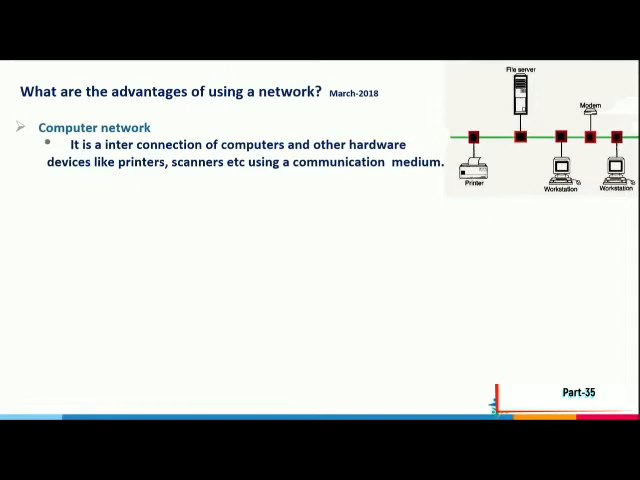 What are the advantages of using a network? March-2018
Computer network
It is a inter connection of computers and other hardware
devices like printers, scanners etc using a communication medium.
File server
Modem
Printer
Workstation
Workstation
Part-35